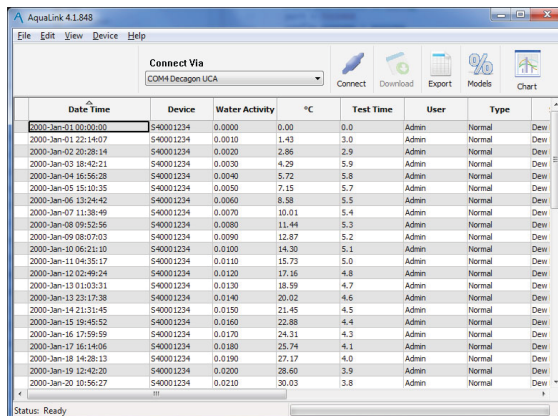 AquaLink 4.1.848
File Edit View Device Help
Connect Via
COM4 Decagon UCA
Connect Download Export Models Chart
Date Time Device Water Activity °C Test Time User Type
2000-Jan-01 00:00:00 S40001234 0.0000 0.00 0.0 Admin Normal Dew
2000-Jan-01 22:14:07 S40001234 0.0010 1.43 3.0 Admin Normal Dew
2000-Jan-02 20:28:14 S40001234 0.0020 2.86 2.9 Admin Normal Dew
2000-Jan-03 18:42:21 S40001234 0.0030 4.29 5.9 Admin Normal Dew
2000-Jan-04 16:56:28 S40001234 0.0040 5.72 5.8 Admin Normal Dew
2000-Jan-05 15:10:35 S40001234 0.0050 7.15 5.7 Admin Normal Dew
2000-Jan-06 13:24:42 S40001234 0.0060 8.58 5.5 Admin Normal Dew
2000-Jan-07 11:38:49 S40001234 0.0070 10.01 5.4 Admin Normal Dew
2000-Jan-08 09:52:56 S40001234 0.0080 11.44 5.3 Admin Normal Dew
2000-Jan-09 08:07:03 S40001234 0.0090 12.87 5.2 Admin Normal Dew
2000-Jan-10 06:21:10 S40001234 0.0100 14.30 5.1 Admin Normal Dew
2000-Jan-11 04:35:17 S40001234 0.0110 15.73 5.0 Admin Normal Dew
2000-Jan-12 02:49:24 S40001234 0.0120 17.16 4.8 Admin Normal Dew
2000-Jan-13 01:03:31 S40001234 0.0130 18.59 4.7 Admin Normal Dew
2000-Jan-13 23:17:38 S40001234 0.0140 20.02 4.6 Admin Normal Dew
2000-Jan-14 21:31:45 S40001234 0.0150 21.45 4.5 Admin Normal Dew
2000-Jan-15 19:45:52 S40001234 0.0160 22.88 4.4 Admin Normal Dew
2000-Jan-16 17:59:59 S40001234 0.0170 24.31 4.3 Admin Normal Dew
2000-Jan-17 16:14:06 S40001234 0.0180 25.74 4.1 Admin Normal Dew
2000-Jan-18 14:28:13 S40001234 0.0190 27.17 4.0 Admin Normal Dew
2000-Jan-19 12:42:20 S40001234 0.0200 28.60 3.9 Admin Normal Dew
2000-Jan-20 10:56:27 S40001234 0.0210 30.03 3.8 Admin Normal Dew
Status: Ready